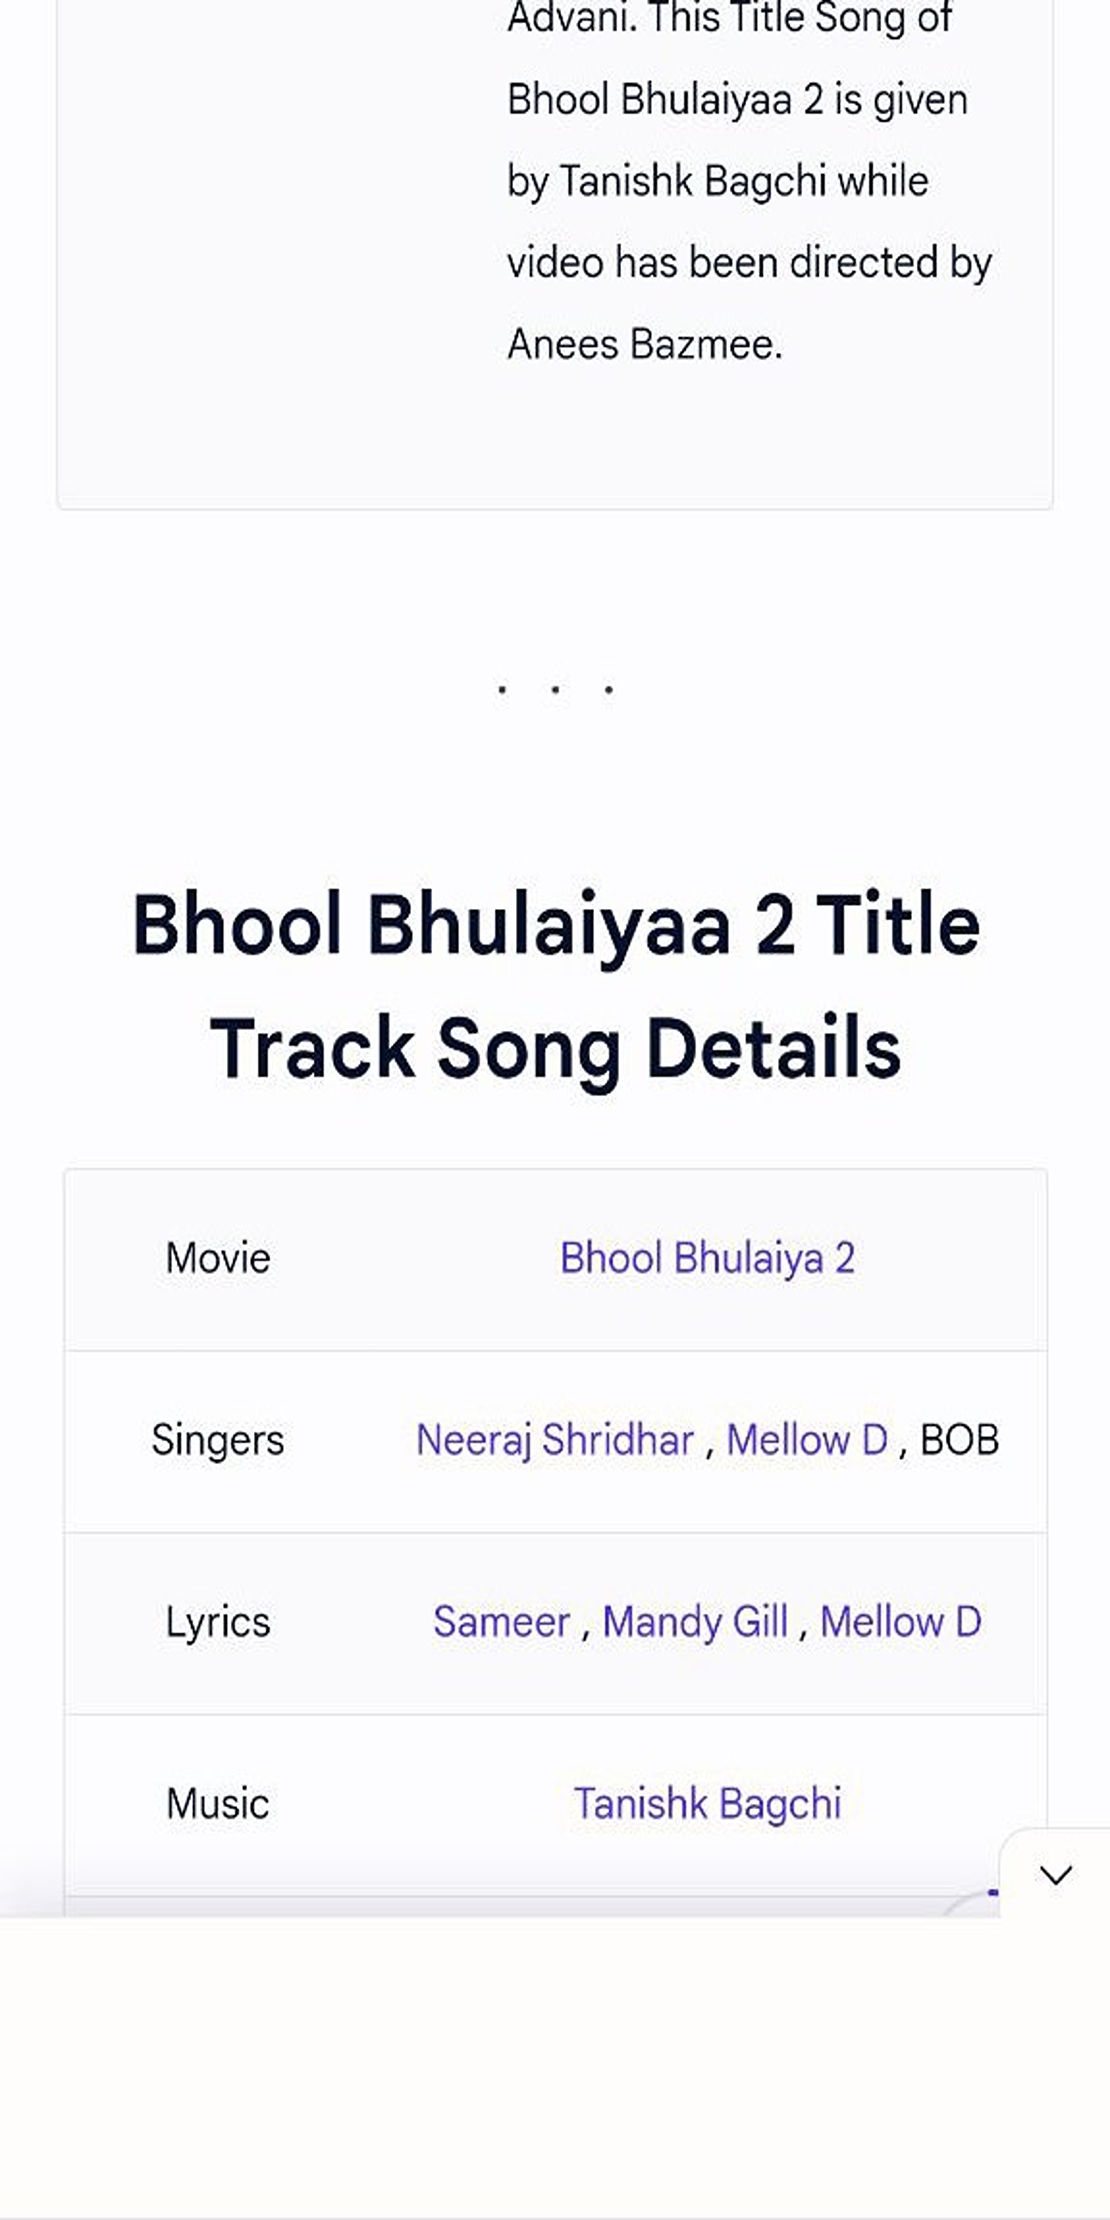 Advani. This Title Song of
Bhool Bhulaiyaa 2 is given
by Tanishk Bagchi while
video has been directed by
Anees Bazmee.
. . .
Bhool Bhulaiyaa 2 Title
Track Song Details
Movie Bhool Bhulaiya 2
Singers Neeraj Shridhar , Mellow D , BOB
Lyrics Sameer , Mandy Gill , Mellow D
Music Tanishk Bagchi